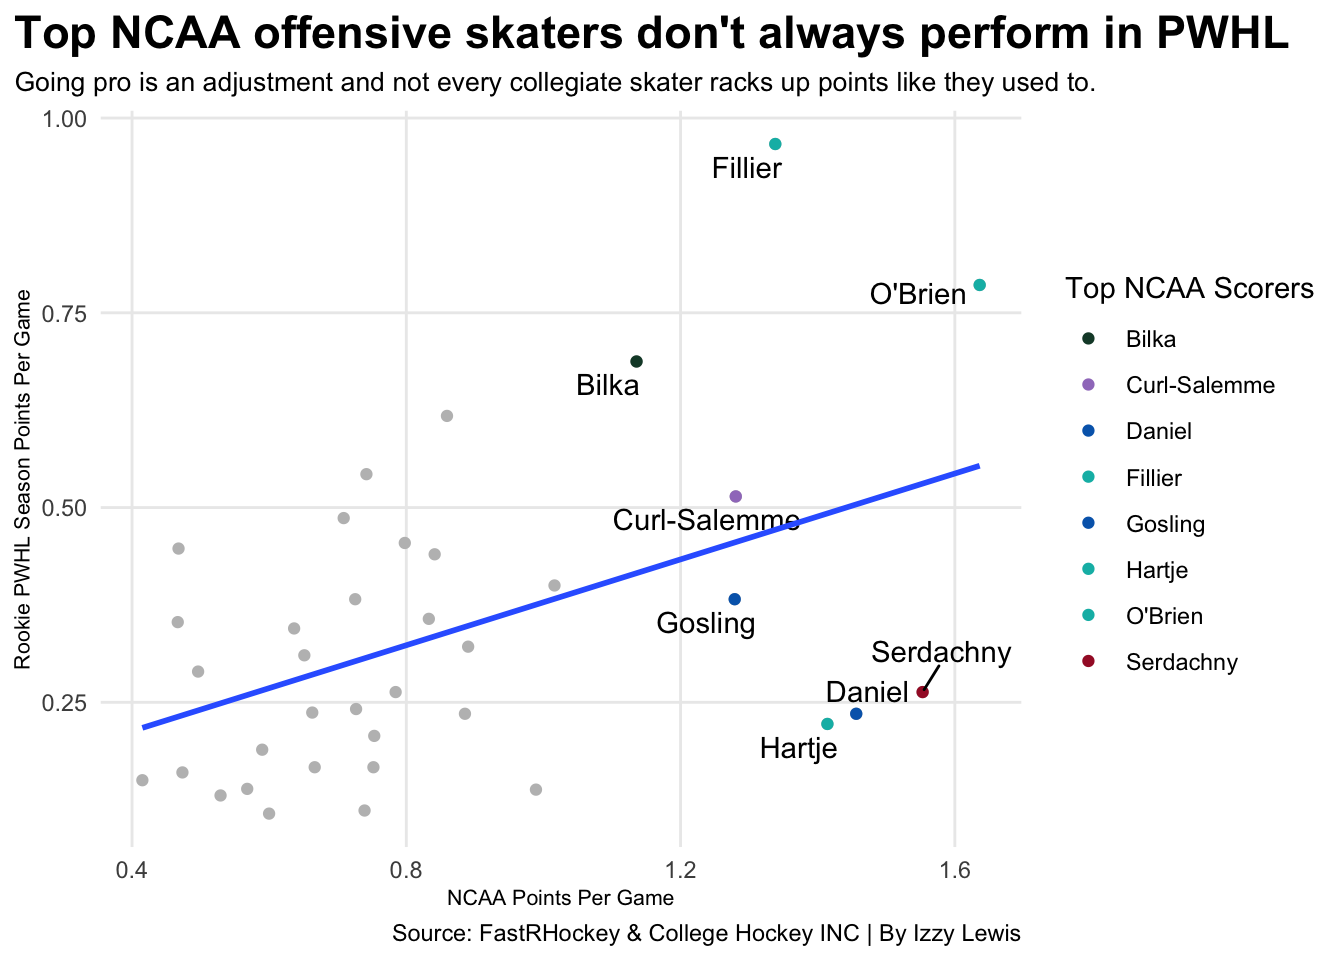 Top NCAA offensive skaters don't always perform in PWHL
Going pro is an adjustment and not every collegiate skater racks up points like they used to.
1.00
0.75
0.50
0.25
Rookie PWHL Season Points Per Game
Fillier
O'Brien
Bilka
Curl-Salemme
Gosling
Serdachny
Daniel
Hartje
0.4
0.8
1.2
1.6
NCAA Points Per Game
Top NCAA Scorers
Bilka
Curl-Salemme
Daniel
Fillier
Gosling
Hartje
O'Brien
Serdachny
Source: FastRHockey & College Hockey INC | By Izzy Lewis